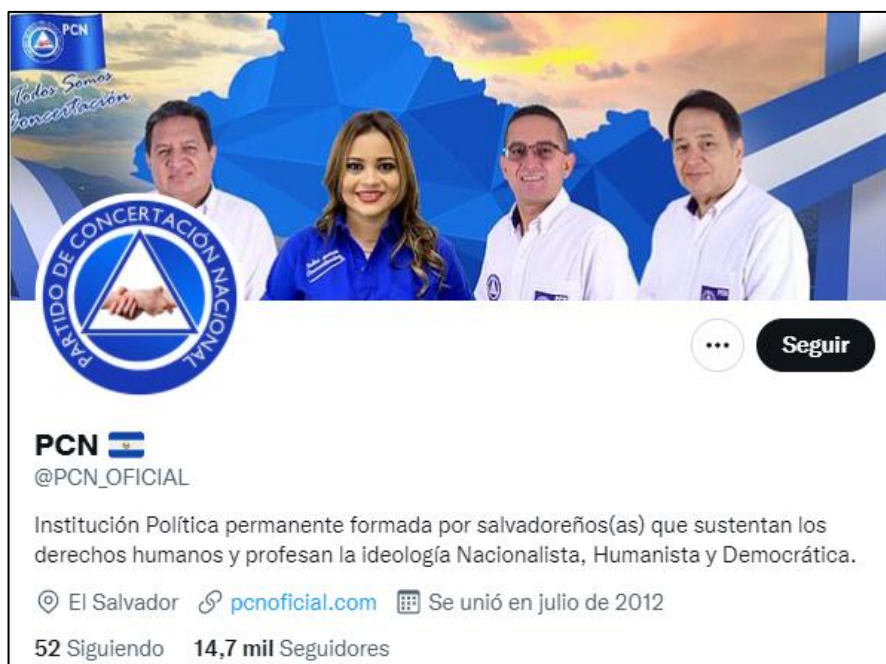 PCN
Todos Somos
Concertación
PARTIDO DE CONCERTACIÓN NACIONAL
PCN
Seguir
PCN
@PCN_OFICIAL
Institución Política permanente formada por salvadoreños(as) que sustentan los
derechos humanos y profesan la ideología Nacionalista, Humanista y Democrática.
El Salvador pcnoficial.com Se unió en julio de 2012
52 Siguiendo 14,7 mil Seguidores